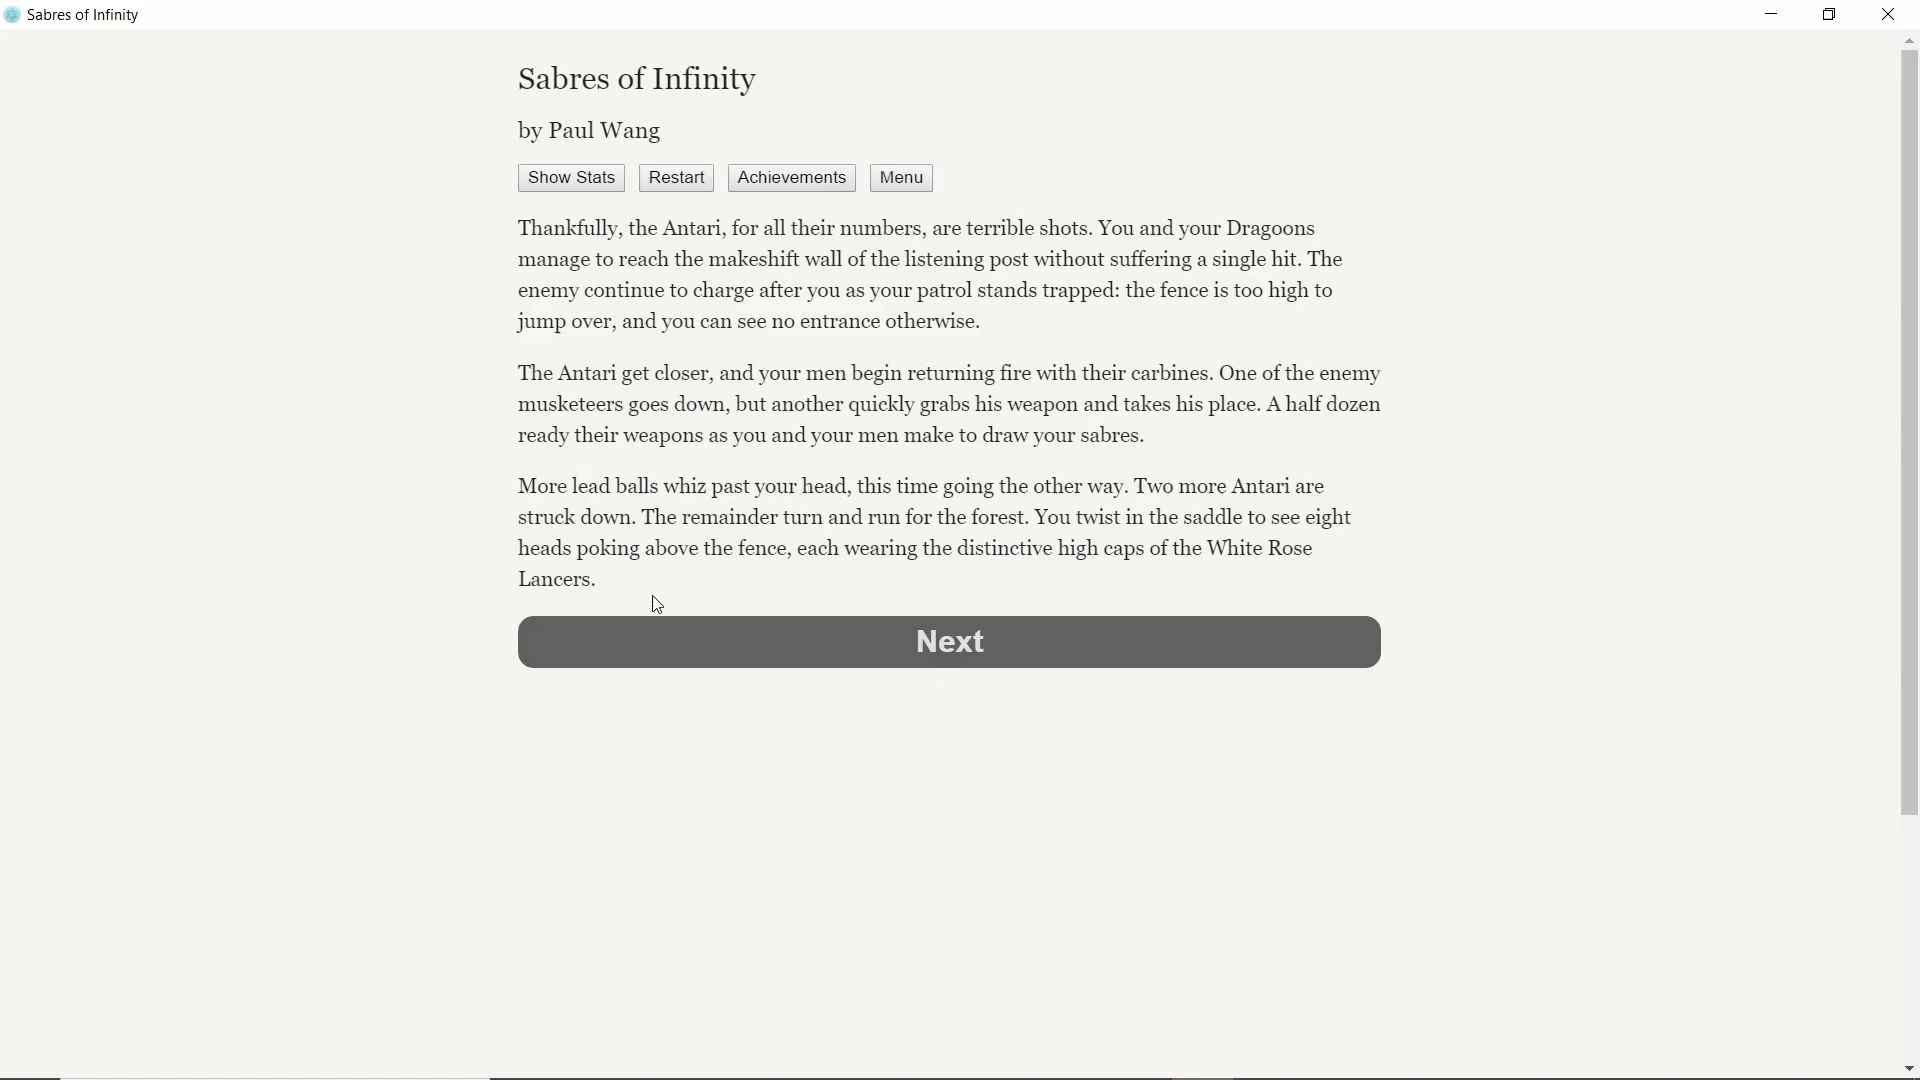 Sabres of Infinity
Sabres of Infinity
by Paul Wang
Show Stats Restart Achievements Menu
Thankfully, the Antari, for all their numbers, are terrible shots. You and your Dragoons
manage to reach the makeshift wall of the listening post without suffering a single hit. The
enemy continue to charge after you as your patrol stands trapped: the fence is too high to
jump over, and you can see no entrance otherwise.
The Antari get closer, and your men begin returning fire with their carbines. One of the enemy
musketeers goes down, but another quickly grabs his weapon and takes his place. A half dozen
ready their weapons as you and your men make to draw your sabres.
More lead balls whiz past your head, this time going the other way. Two more Antari are
struck down. The remainder turn and run for the forest. You twist in the saddle to see eight
heads poking above the fence, each wearing the distinctive high caps of the White Rose
Lancers.
Next